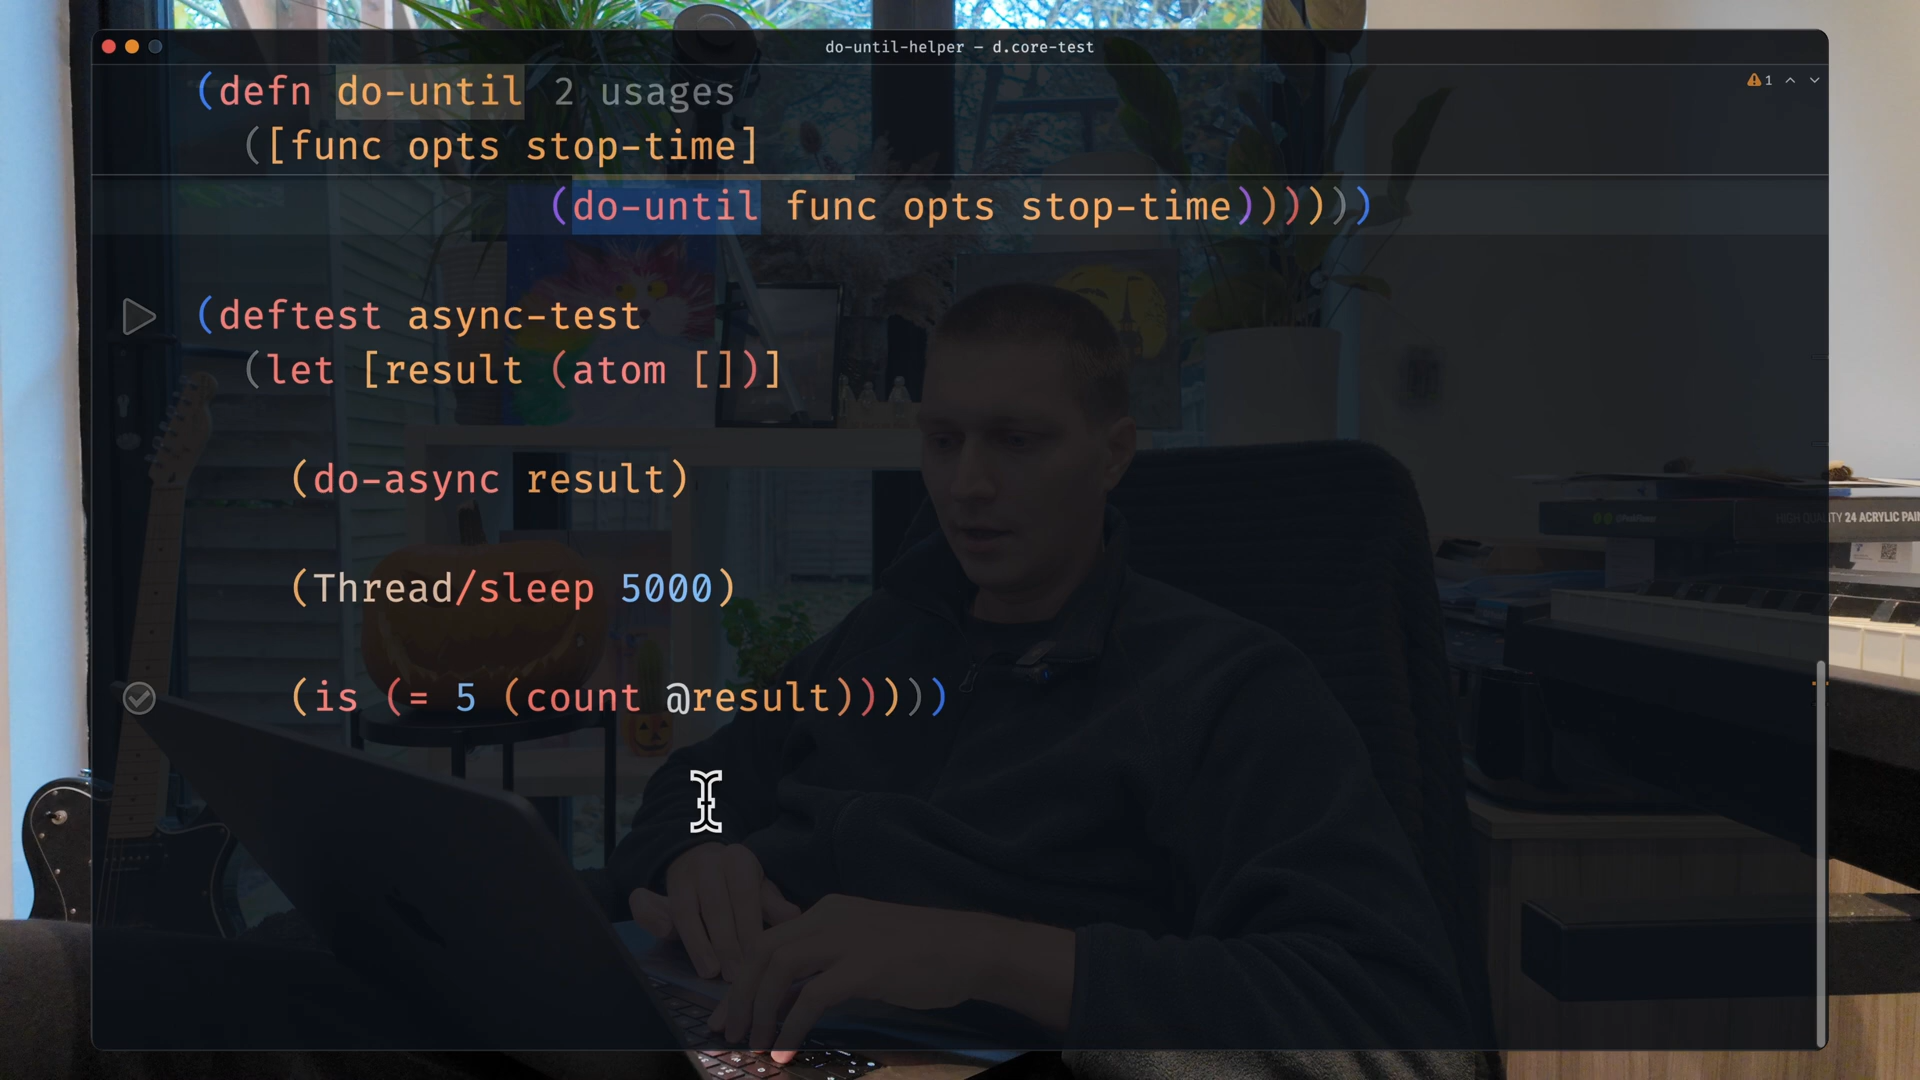 do-until-helper – d.core-test
(defn do-until 2 usages
1
([func opts stop-time]
(do-until func opts stop-time))))))
(deftest async-test
(let [result (atom [])]
(do-async result)
HIGH QUALITY 24 ACRYLIC PAI
(Thread/sleep 5000)
(is (= 5 (count @result)))))